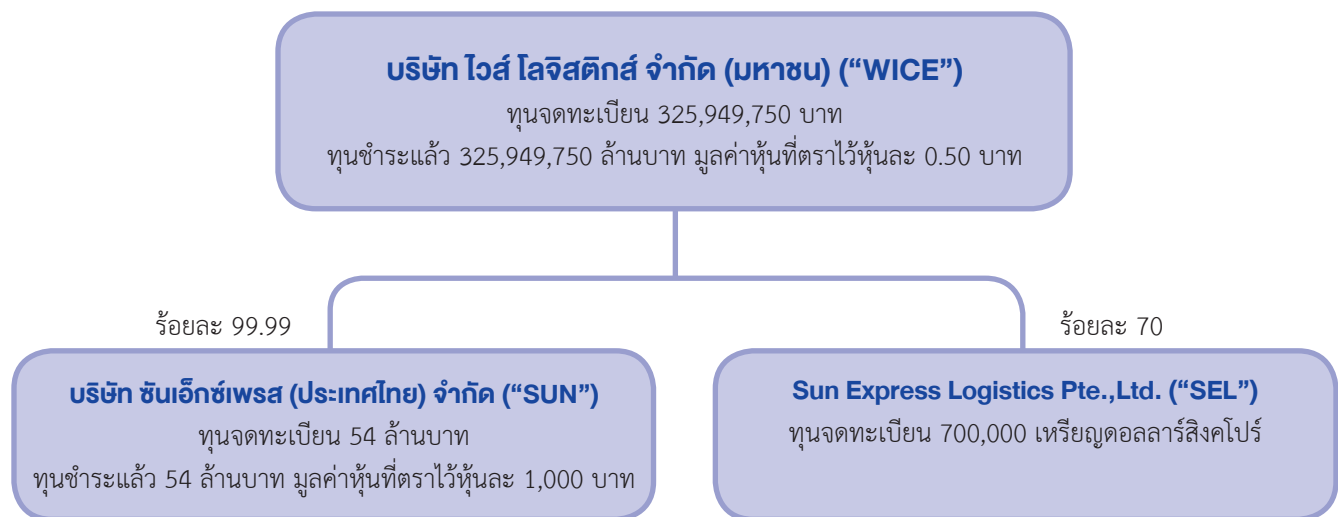 บริษัท ไวส์ โลจิสติกส์ จำกัด (มหาชน) (“WICE”)
ทุนจดทะเบียน 325,949,750 บาท
ทุนชำระแล้ว 325,949,750 ล้านบาท มูลค่าหุ้นที่ตราไว้หุ้นละ 0.50 บาท
ร้อยละ 99.99
ร้อยละ 70
บริษัท ซันเอ็กซ์เพรส (ประเทศไทย) จำกัด (“SUN”)
ทุนจดทะเบียน 54 ล้านบาท
ทุนชำระแล้ว 54 ล้านบาท มูลค่าหุ้นที่ตราไว้หุ้นละ 1,000 บาท
Sun Express Logistics Pte.,Ltd. (“SEL”)
ทุนจดทะเบียน 700,000 เหรียญดอลลาร์สิงคโปร์